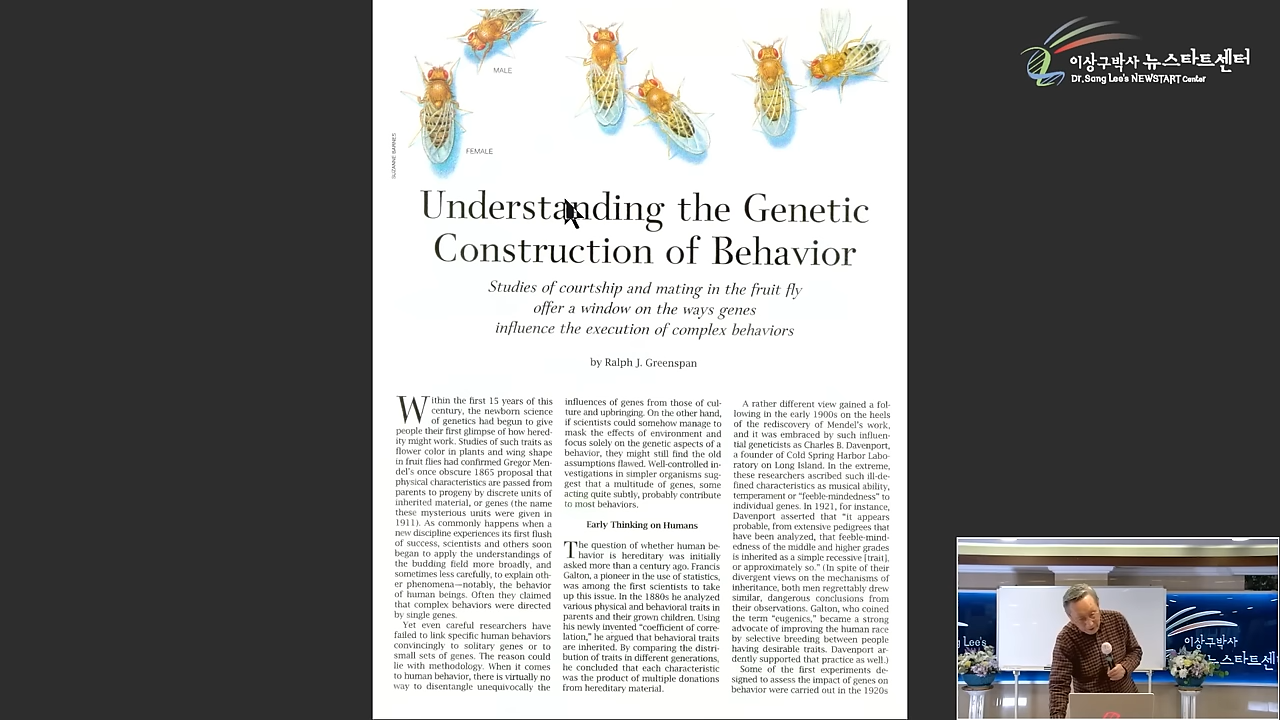 MALE
FEMALE
SUZANNE BARNES
Understanding the Genetic
Construction of Behavior
Studies of courtship and mating in the fruit fly
offer a window on the ways genes
influence the execution of complex behaviors
by Ralph J. Greenspan
Within the first 15 years of this
century, the newborn science
of genetics had begun to give
people their first glimpse of how hered-
ity might work. Studies of such traits as
flower color in plants and wing shape
in fruit flies had confirmed Gregor Men-
del's once obscure 1865 proposal that
physical characteristics are passed from
parents to progeny by discrete units of
inherited material, or genes (the name
these mysterious units were given in
1911). As commonly happens when a
new discipline experiences its first flush
of success, scientists and others soon
began to apply the understandings of
the budding field more broadly, and
sometimes less carefully, to explain oth-
er phenomena—notably, the behavior
of human beings. Often they claimed
that complex behaviors were directed
by single genes.
Yet even careful researchers have
failed to link specific human behaviors
convincingly to solitary genes or to
small sets of genes. The reason could
lie with methodology. When it comes
to human behavior, there is virtually no
way to disentangle unequivocally the
influences of genes from those of cul-
ture and upbringing. On the other hand,
if scientists could somehow manage to
mask the effects of environment and
focus solely on the genetic aspects of a
behavior, they might still find the old
assumptions flawed. Well-controlled in-
vestigations in simpler organisms sug-
gest that a multitude of genes, some
acting quite subtly, probably contribute
to most behaviors.
Early Thinking on Humans
The question of whether human be-
havior is hereditary was initially
asked more than a century ago. Francis
Galton, a pioneer in the use of statistics,
was among the first scientists to take
up this issue. In the 1880s he analyzed
various physical and behavioral traits in
parents and their grown children. Using
his newly invented "coefficient of corre-
lation," he argued that behavioral traits
are inherited. By comparing the distri-
bution of traits in different generations,
he concluded that each characteristic
was the product of multiple donations
from hereditary material.
A rather different view gained a fol-
lowing in the early 1900s on the heels
of the rediscovery of Mendel's work,
and it was embraced by such influen-
tial geneticists as Charles B. Davenport,
a founder of Cold Spring Harbor Labo-
ratory on Long Island. In the extreme,
these researchers ascribed such ill-de-
fined characteristics as musical ability,
temperament or "feeble-mindedness" to
individual genes. In 1921, for instance,
Davenport asserted that "it appears
probable, from extensive pedigrees that
have been analyzed, that feeble-mind-
edness of the middle and higher grades
is inherited as a simple recessive [trait],
or approximately so." (In spite of their
divergent views on the mechanisms of
inheritance, both men regrettably drew
similar, dangerous conclusions from
their observations. Galton, who coined
the term "eugenics," became a strong
advocate of improving the human race
by selective breeding between people
having desirable traits. Davenport ar-
dently supported that practice as well.)
Some of the first experiments de-
signed to assess the impact of genes on
behavior were carried out in the 1920s
이상구박사 뉴스타트센터
Dr. Sang Lee's NEWSTART Center
Lee's
이상구박사
뉴스타트센